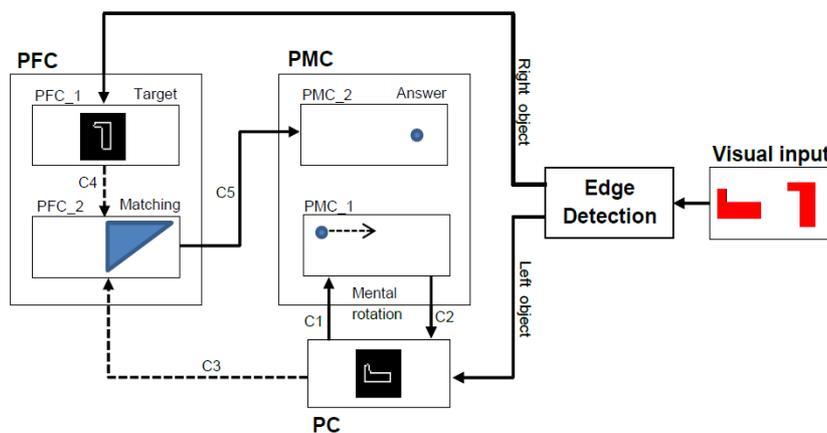 PFC
PMC
PFC_1
Target
PMC_2
Answer
Right object
Visual input
C4
C5
Edge
Detection
PFC_2
Matching
PMC_1
Left object
Mental
rotation
C1
C2
C3
PC